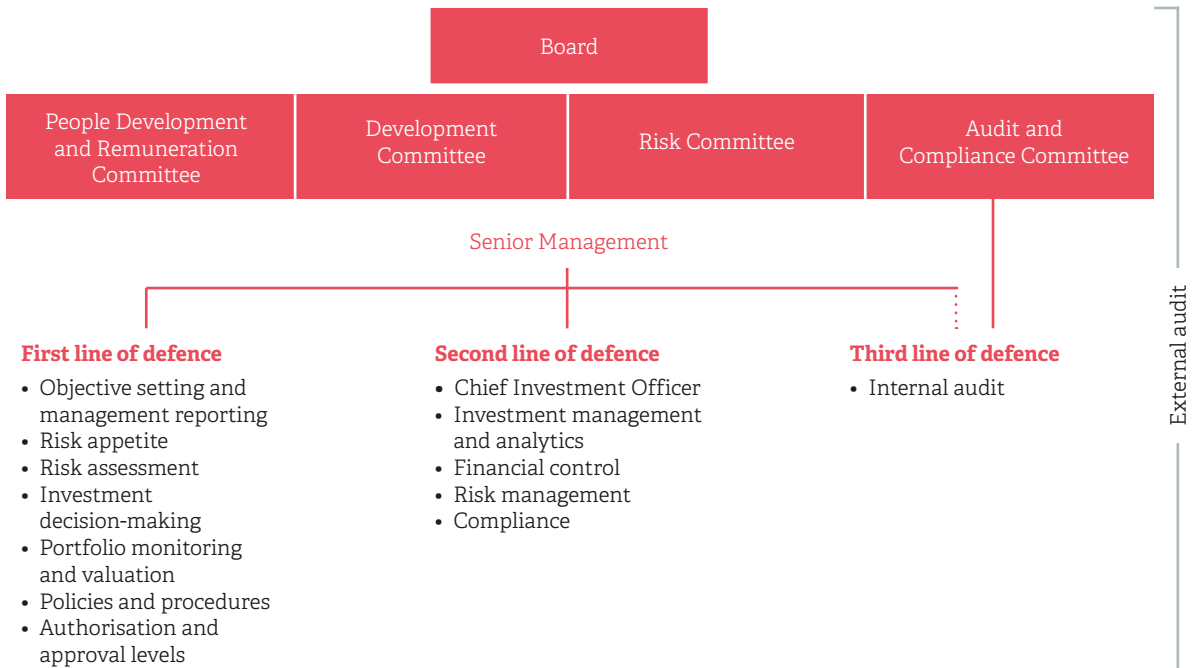 Board
People Development
and Remuneration
Committee
Development
Committee
Risk Committee
Audit and
Compliance Committee
Senior Management
First line of defence
• Objective setting and
management reporting
• Risk appetite
• Risk assessment
• Investment
decision-making
• Portfolio monitoring
and valuation
• Policies and procedures
• Authorisation and
approval levels
Second line of defence
• Chief Investment Officer
• Investment management
and analytics
• Financial control
• Risk management
• Compliance
Third line of defence
• Internal audit
External audit